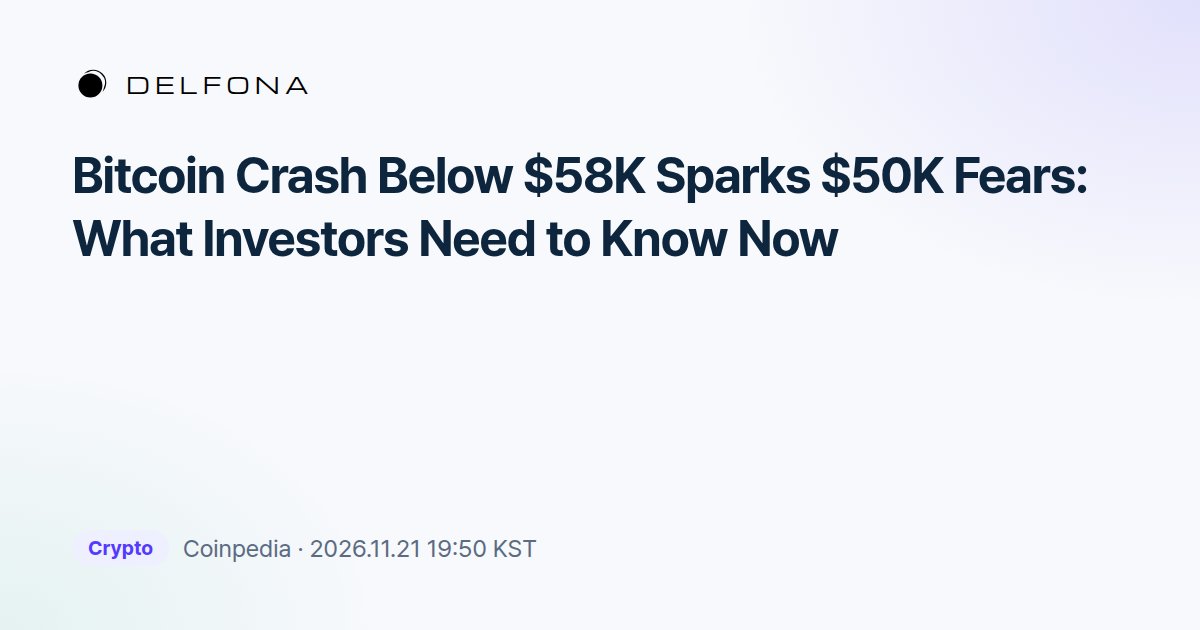 DELFONA
Bitcoin Crash Below $58K Sparks $50K Fears:
What Investors Need to Know Now
Crypto Coinpedia · 2026.11.21 19:50 KST